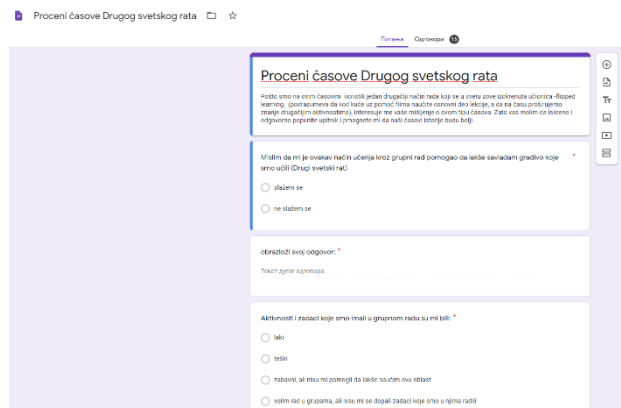 Proceni časove Drugog svetskog rata
Питања Одговори 15
Proceni časove Drugog svetskog rata
Pošto smo na ovim časovim koristili jedan drugačiji način rada koji se u svetu zove izokrenuta učionica -flipped
learning, (podrazumeva da kod kuće uz pomoć filma naučite osnovni deo lekcije, a da na času proširujemo
znanje drugačijim aktivnostima), interesuje me vaše mišljenje o ovom tipu časova. Zato vas molim da iskreno i
odgovorno popunite upitnik i pmognete mi da naši časovi istorije budu bolji
Mislim da mi je ovakav način učenja kroz grupni rad pomogao da lakše savladam gradivo koje *
smo učili (Drugi svetski rat)
slažem se
ne slažem se
obrazloži svoj odgovor: *
Текст дугог одговора
Aktivnosti i zadaci koje smo imali u grupnom radu su mi bili: *
laki
teški
zabavni, ali nisu mi pomogli da lakše naučim ovu oblast
volim rad u grupama, ali nisu mi se dopali zadaci koje smo u njima radili
Tт